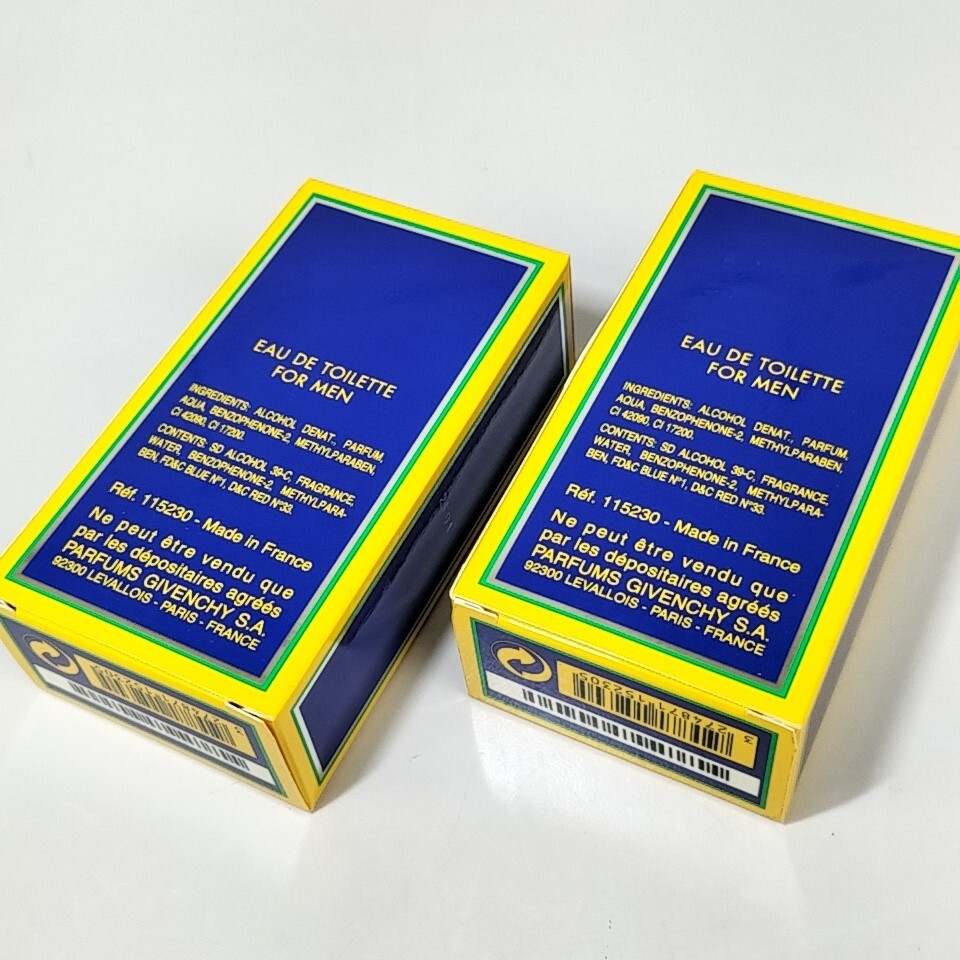 EAU DE TOILETTE
FOR MEN
INGREDIENTS: ALCOHOL DENAT., PARFUM,
AQUA, BENZOPHENONE-2, METHYLPARABEN,
CI 42090, CI 17200.
CONTENTS: SD ALCOHOL 39-C, FRAGRANCE,
WATER, BENZOPHENONE-2, METHYLPARA-
BEN, FD&C BLUE N°1, D&C RED N°33.
Réf. 115230 - Made in France
Ne peut être vendu que
par les dépositaires agréés
PARFUMS GIVENCHY S.A.
92300 LEVALLOIS - PARIS - FRANCE
EAU DE TOILETTE
FOR MEN
INGREDIENTS: ALCOHOL DENAT., PARFUM,
AQUA, BENZOPHENONE-2, METHYLPARABEN,
CI 42090, CI 17200.
CONTENTS: SD ALCOHOL 39-C, FRAGRANCE,
WATER, BENZOPHENONE-2, METHYLPARA-
BEN, FD&C BLUE N°1, D&C RED N°33.
Réf. 115230 - Made in France
Ne peut être vendu que
par les dépositaires agréés
PARFUMS GIVENCHY S.A.
92300 LEVALLOIS - PARIS - FRANCE
3 274871 152305